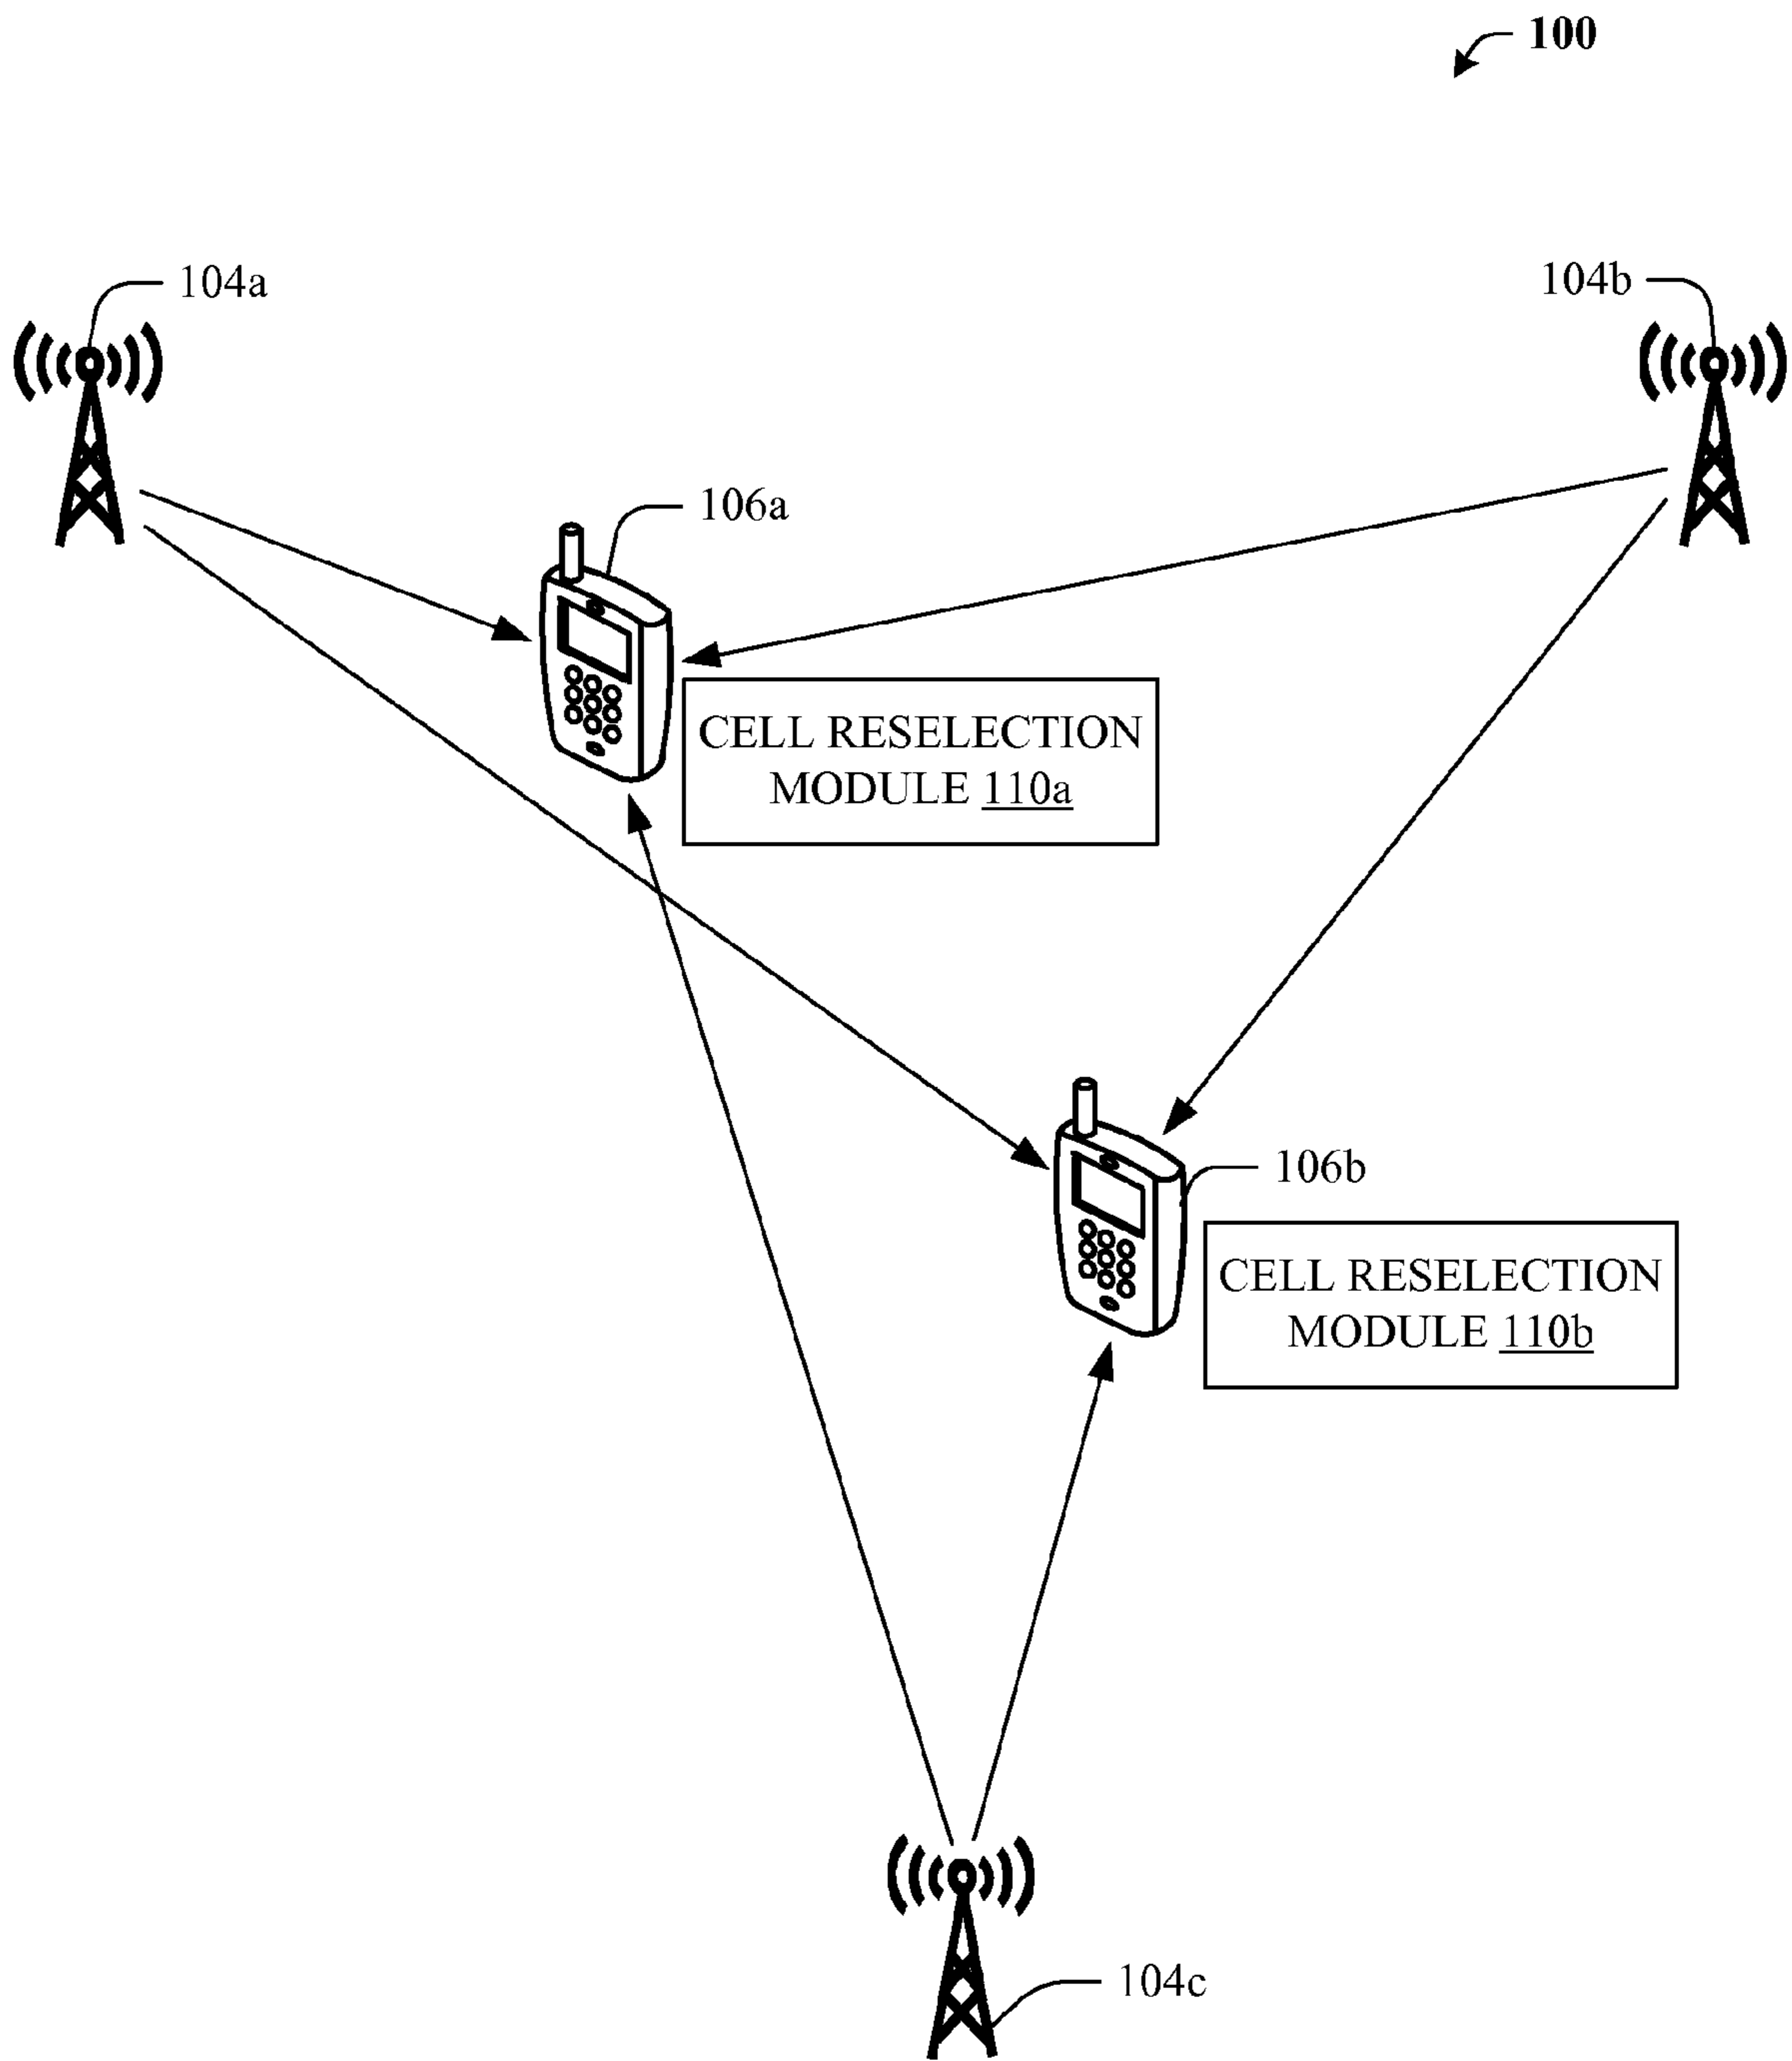 100
104a
104b
106a
CELL RESELECTION
MODULE 110a
106b
CELL RESELECTION
MODULE 110b
104c